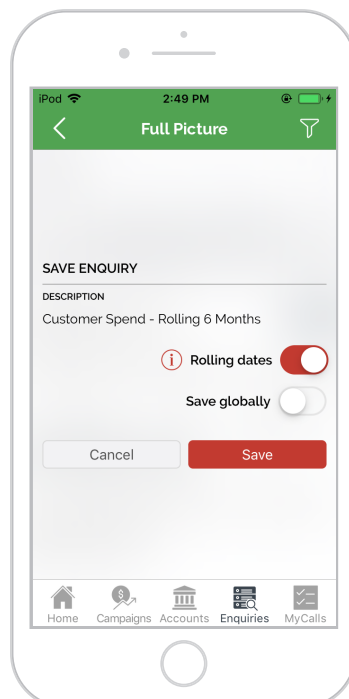 iPod 2:49 PM
Full Picture
SAVE ENQUIRY
DESCRIPTION
Customer Spend - Rolling 6 Months
i Rolling dates
Save globally
Cancel Save
Home Campaigns Accounts Enquiries MyCalls